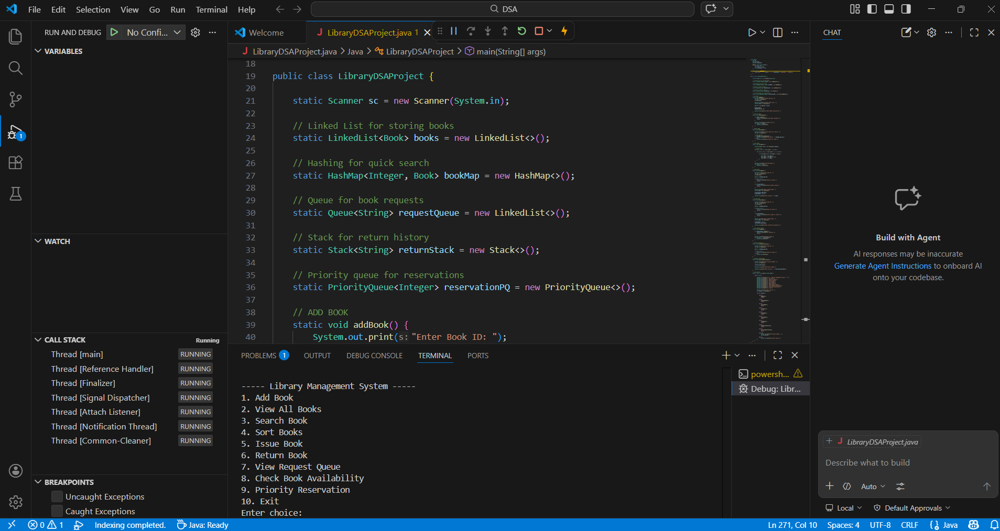 File Edit Selection View Go Run Terminal Help
DSA
RUN AND DEBUG
No Confi...
VARIABLES
WATCH
CALL STACK
Running
Thread [main] RUNNING
Thread [Reference Handler] RUNNING
Thread [Finalizer] RUNNING
Thread [Signal Dispatcher] RUNNING
Thread [Attach Listener] RUNNING
Thread [Notification Thread] RUNNING
Thread [Common-Cleaner] RUNNING
BREAKPOINTS
Uncaught Exceptions
Caught Exceptions
1
Welcome
J LibraryDSAProject.java 1
J LibraryDSAProject.java > Java > LibraryDSAProject > main(String[] args)
18
19 public class LibraryDSAProject {
20
21 static Scanner sc = new Scanner(System.in);
22
23 // Linked List for storing books
24 static LinkedList<Book> books = new LinkedList<>();
25
26 // Hashing for quick search
27 static HashMap<Integer, Book> bookMap = new HashMap<>();
28
29 // Queue for book requests
30 static Queue<String> requestQueue = new LinkedList<>();
31
32 // Stack for return history
33 static Stack<String> returnStack = new Stack<>();
34
35 // Priority queue for reservations
36 static PriorityQueue<Integer> reservationPQ = new PriorityQueue<>();
37
38 // ADD BOOK
39 static void addBook() {
40 System.out.print(s: "Enter Book ID: ");
PROBLEMS 1 OUTPUT DEBUG CONSOLE TERMINAL PORTS
----- Library Management System -----
1. Add Book
2. View All Books
3. Search Book
4. Sort Books
5. Issue Book
6. Return Book
7. View Request Queue
8. Check Book Availability
9. Priority Reservation
10. Exit
Enter choice:
powersh...
Debug: Libr...
CHAT
Build with Agent
AI responses may be inaccurate
Generate Agent Instructions to onboard AI
onto your codebase.
J LibraryDSAProject.java
Describe what to build
Auto
Local
Default Approvals
0 1
Indexing completed.
Java: Ready
Ln 271, Col 10 Spaces: 4 UTF-8 CRLF {} Java